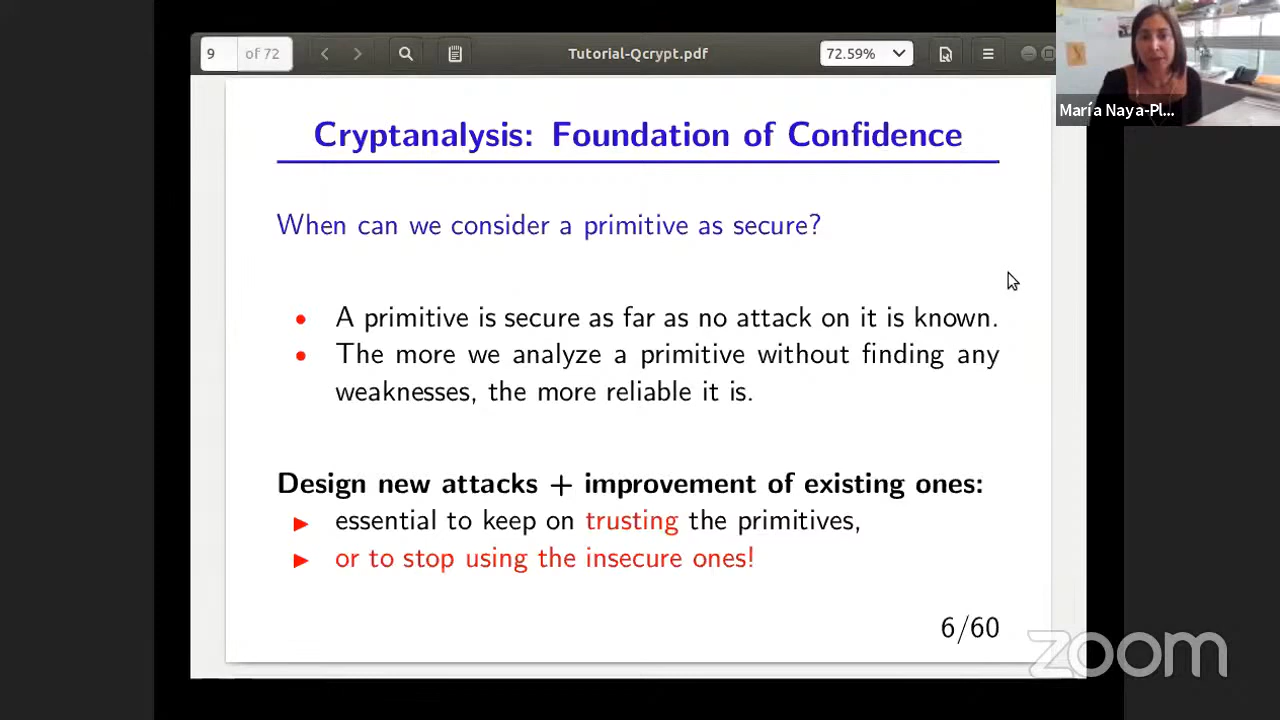 9 of 72
Tutorial-Qcrypt.pdf
72.59%
María Naya-Pl...
Cryptanalysis: Foundation of Confidence
When can we consider a primitive as secure?
• A primitive is secure as far as no attack on it is known.
• The more we analyze a primitive without finding any
weaknesses, the more reliable it is.
Design new attacks + improvement of existing ones:
▶ essential to keep on trusting the primitives,
▶ or to stop using the insecure ones!
6/60
zoom